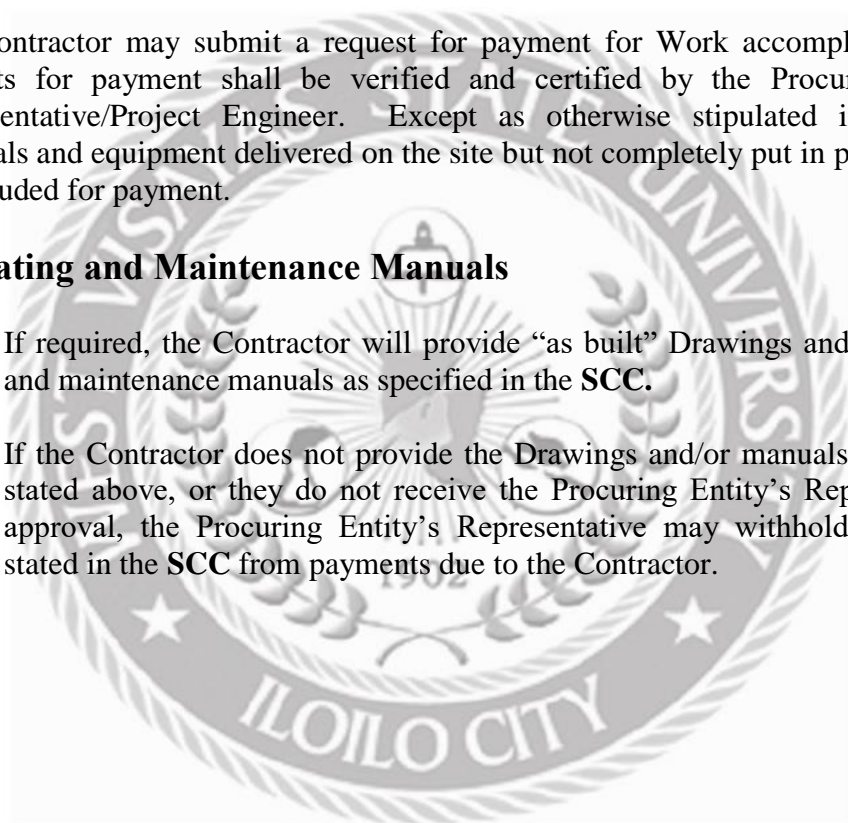 ontractor may submit a request for payment for Work accompl
ts for payment shall be verified and certified by the Procur
entative/Project Engineer. Except as otherwise stipulated i
als and equipment delivered on the site but not completely put in p
uded for payment.
ating and Maintenance Manuals
If required, the Contractor will provide “as built” Drawings and
and maintenance manuals as specified in the SCC.
If the Contractor does not provide the Drawings and/or manuals
stated above, or they do not receive the Procuring Entity’s Rep
approval, the Procuring Entity’s Representative may withhold
stated in the SCC from payments due to the Contractor.
WEST VISAYAS STATE UNIVERSITY
1902
ILOILO CITY